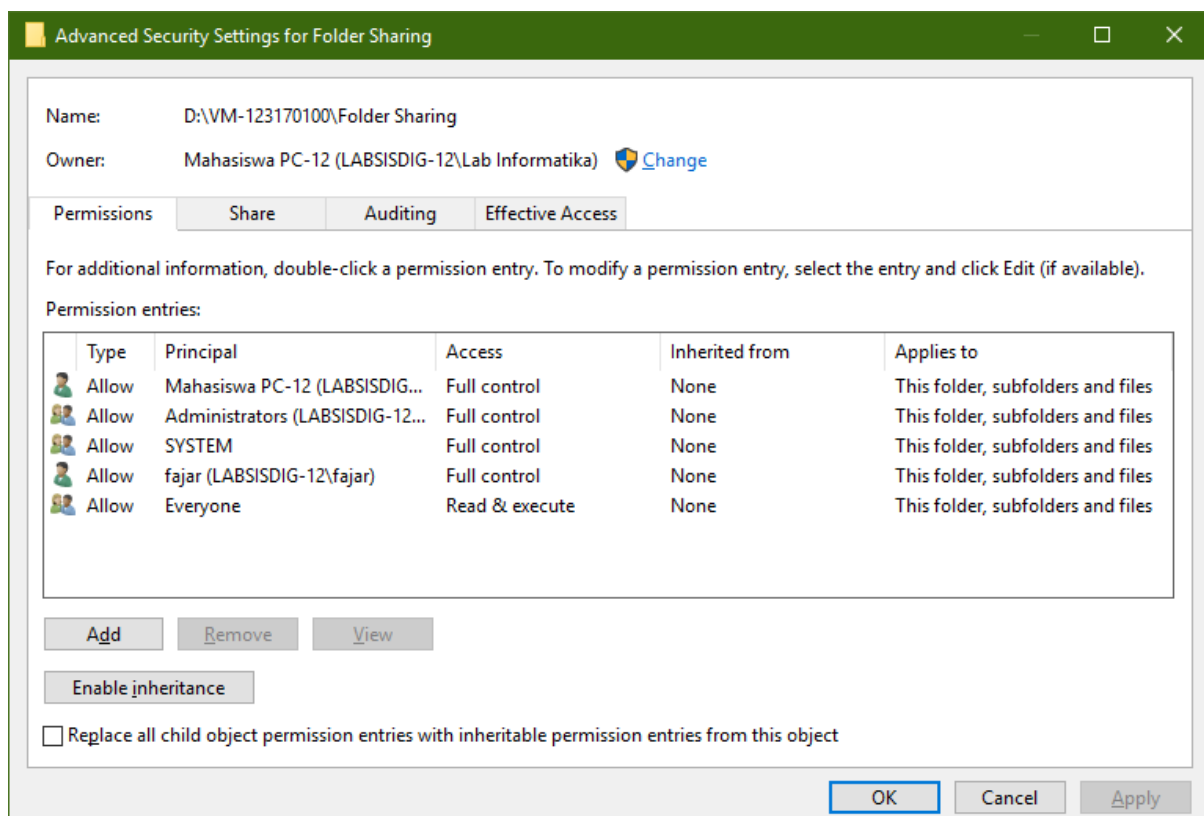 Advanced Security Settings for Folder Sharing
Name: D:\VM-123170100\Folder Sharing
Owner: Mahasiswa PC-12 (LABSISDIG-12\Lab Informatika) Change
Permissions Share Auditing Effective Access
For additional information, double-click a permission entry. To modify a permission entry, select the entry and click Edit (if available).
Permission entries:
Type Principal Access Inherited from Applies to
Allow Mahasiswa PC-12 (LABSISDIG... Full control None This folder, subfolders and files
Allow Administrators (LABSISDIG-12... Full control None This folder, subfolders and files
Allow SYSTEM Full control None This folder, subfolders and files
Allow fajar (LABSISDIG-12\fajar) Full control None This folder, subfolders and files
Allow Everyone Read & execute None This folder, subfolders and files
Add Remove View
Enable inheritance
Replace all child object permission entries with inheritable permission entries from this object
OK Cancel Apply